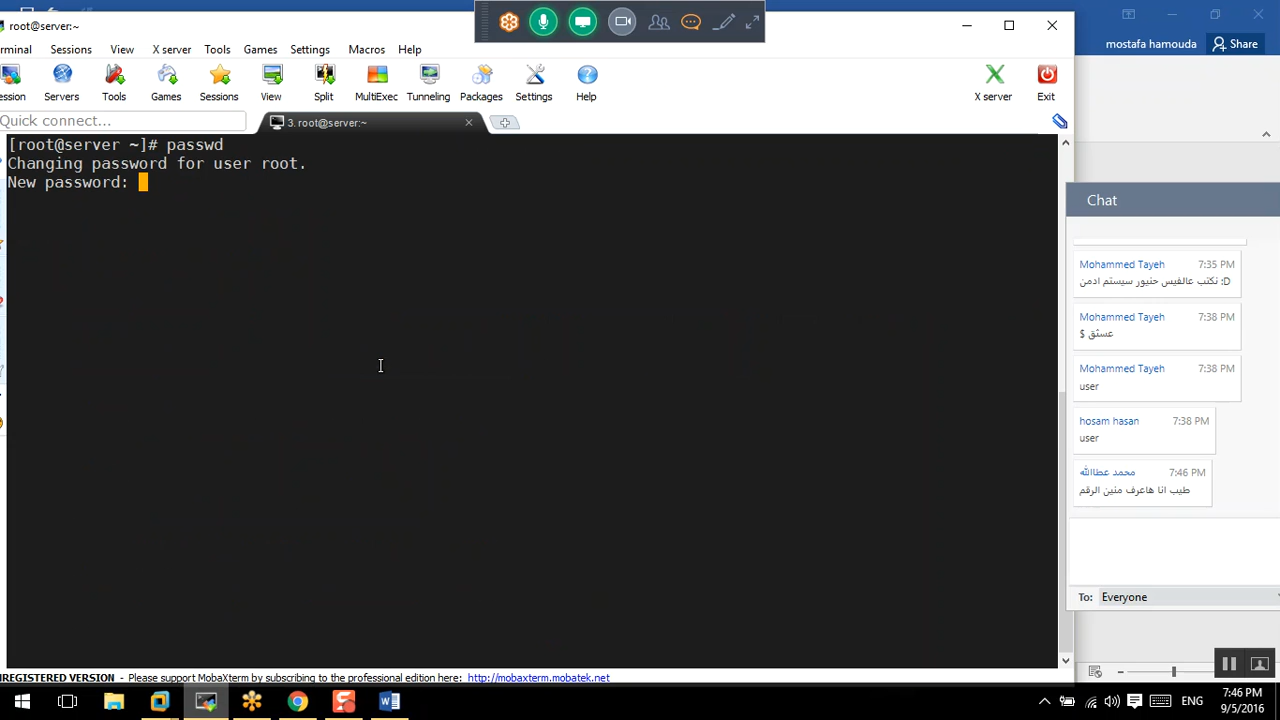 root@server:~
mostafa hamouda
Share
rminal Sessions View X server Tools Games Settings Macros Help
ession Servers Tools Games Sessions View Split MultiExec Tunneling Packages Settings Help X server Exit
Quick connect...
3. root@server:~
[root@server ~]# passwd
Changing password for user root.
New password:
Chat
Mohammed Tayeh 7:35 PM
نكتب عالفيس جنيور سيستم ادمن :D
Mohammed Tayeh 7:38 PM
عسثق $
Mohammed Tayeh 7:38 PM
user
hosam hasan 7:38 PM
user
محمد عطاالله 7:46 PM
طيب انا هاعرف منين الرقم
To: Everyone
NREGISTERED VERSION - Please support MobaXterm by subscribing to the professional edition here: http://mobaxterm.mobatek.net
ENG
7:46 PM
9/5/2016